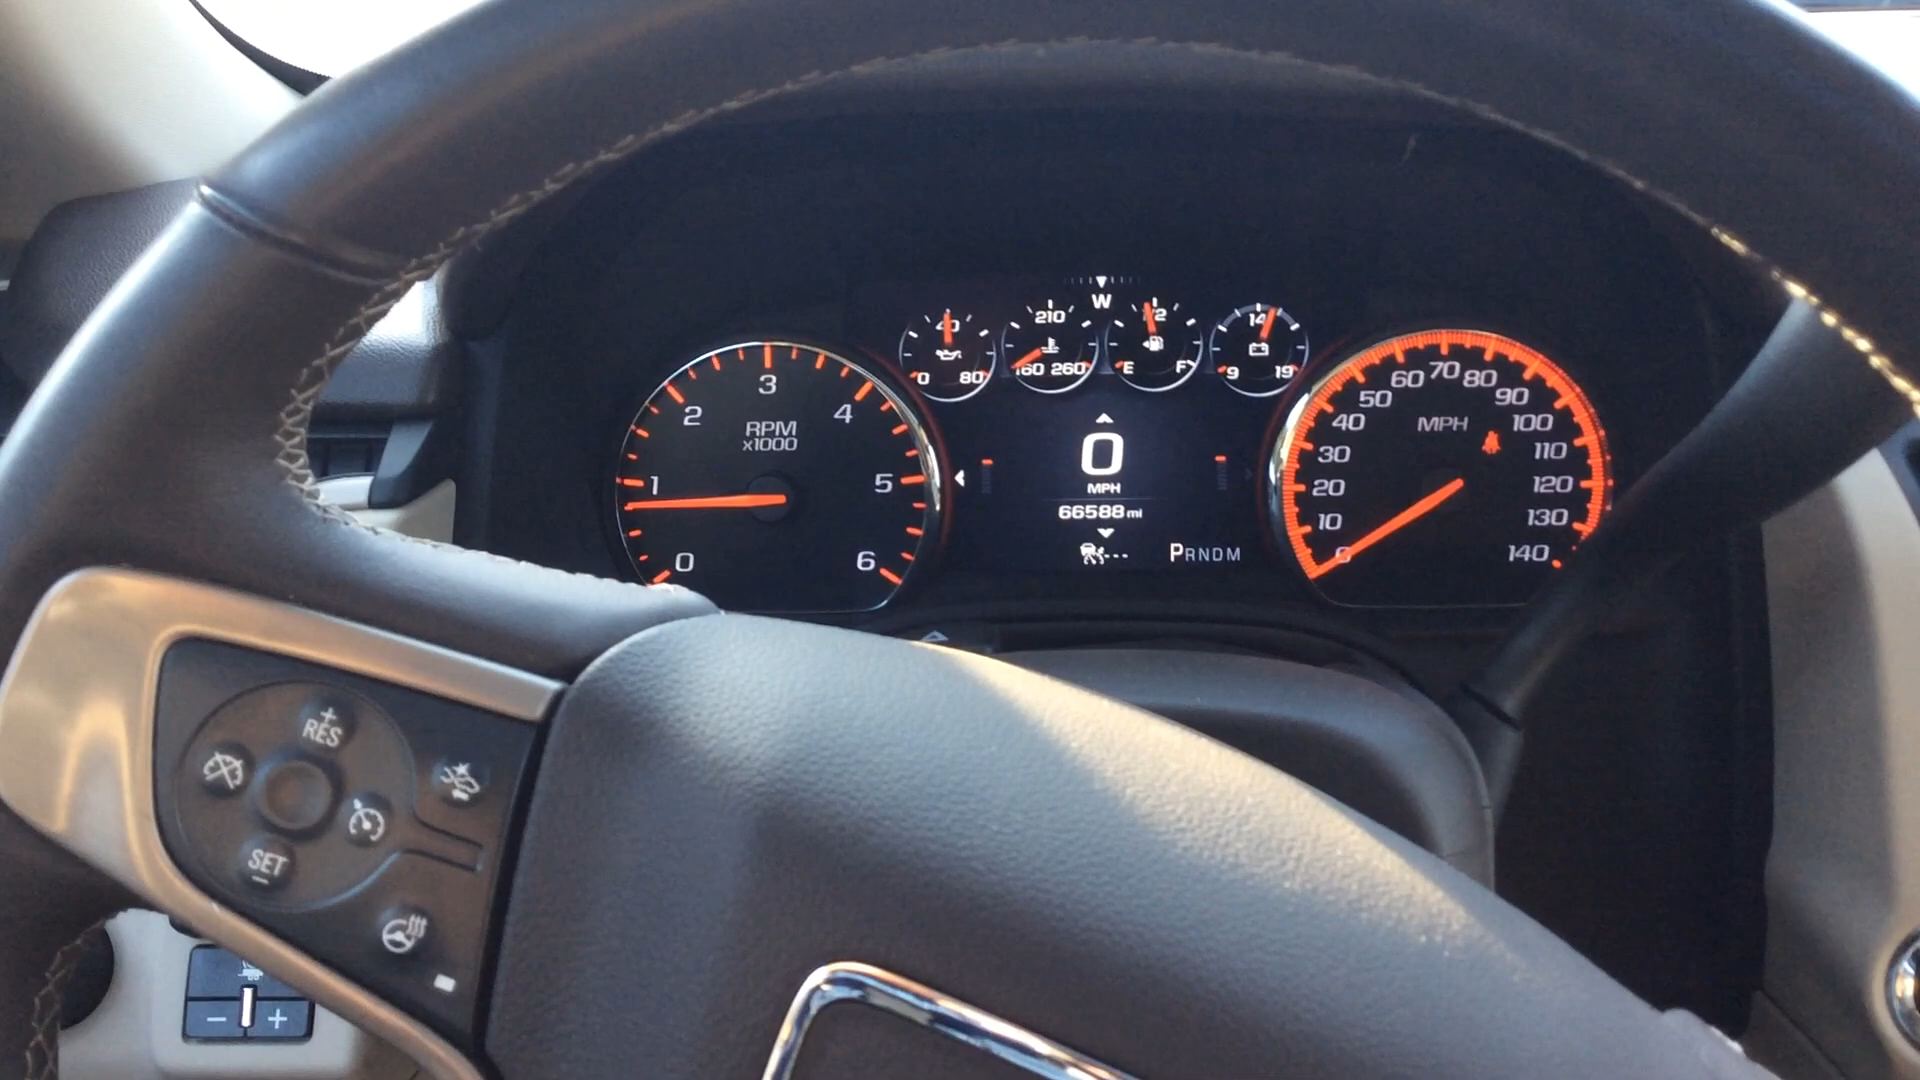 W
40
0 80
210
160 260
1/2
E F
14
9 19
0 1 2 3 4 5 6
RPM
x1000
0
MPH
66588 mi
---
PRNDM
0 10 20 30 40 50 60 70 80 90 100 110 120 130 140
MPH
+
RES
SET
−
− +